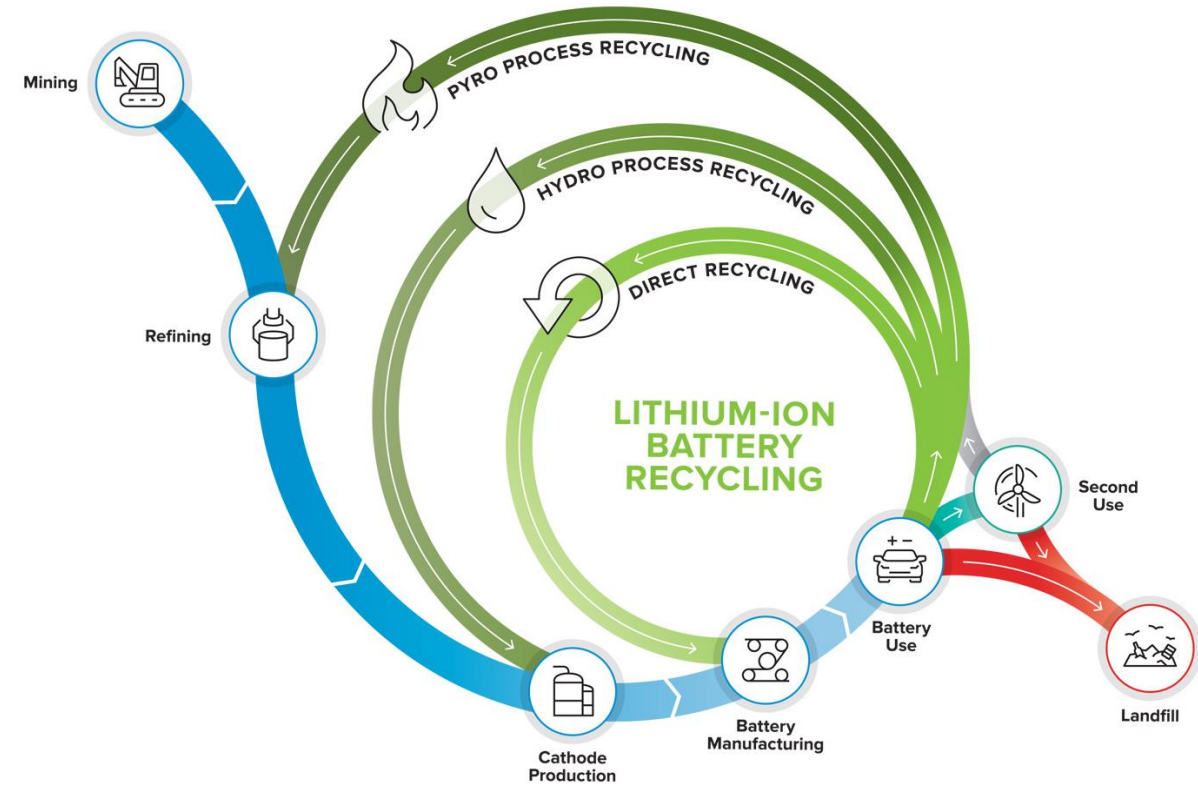 Mining
PYRO PROCESS RECYCLING
HYDRO PROCESS RECYCLING
DIRECT RECYCLING
Refining
LITHIUM-ION
BATTERY
RECYCLING
Second
Use
+ -
Battery
Use
Landfill
Battery
Manufacturing
Cathode
Production